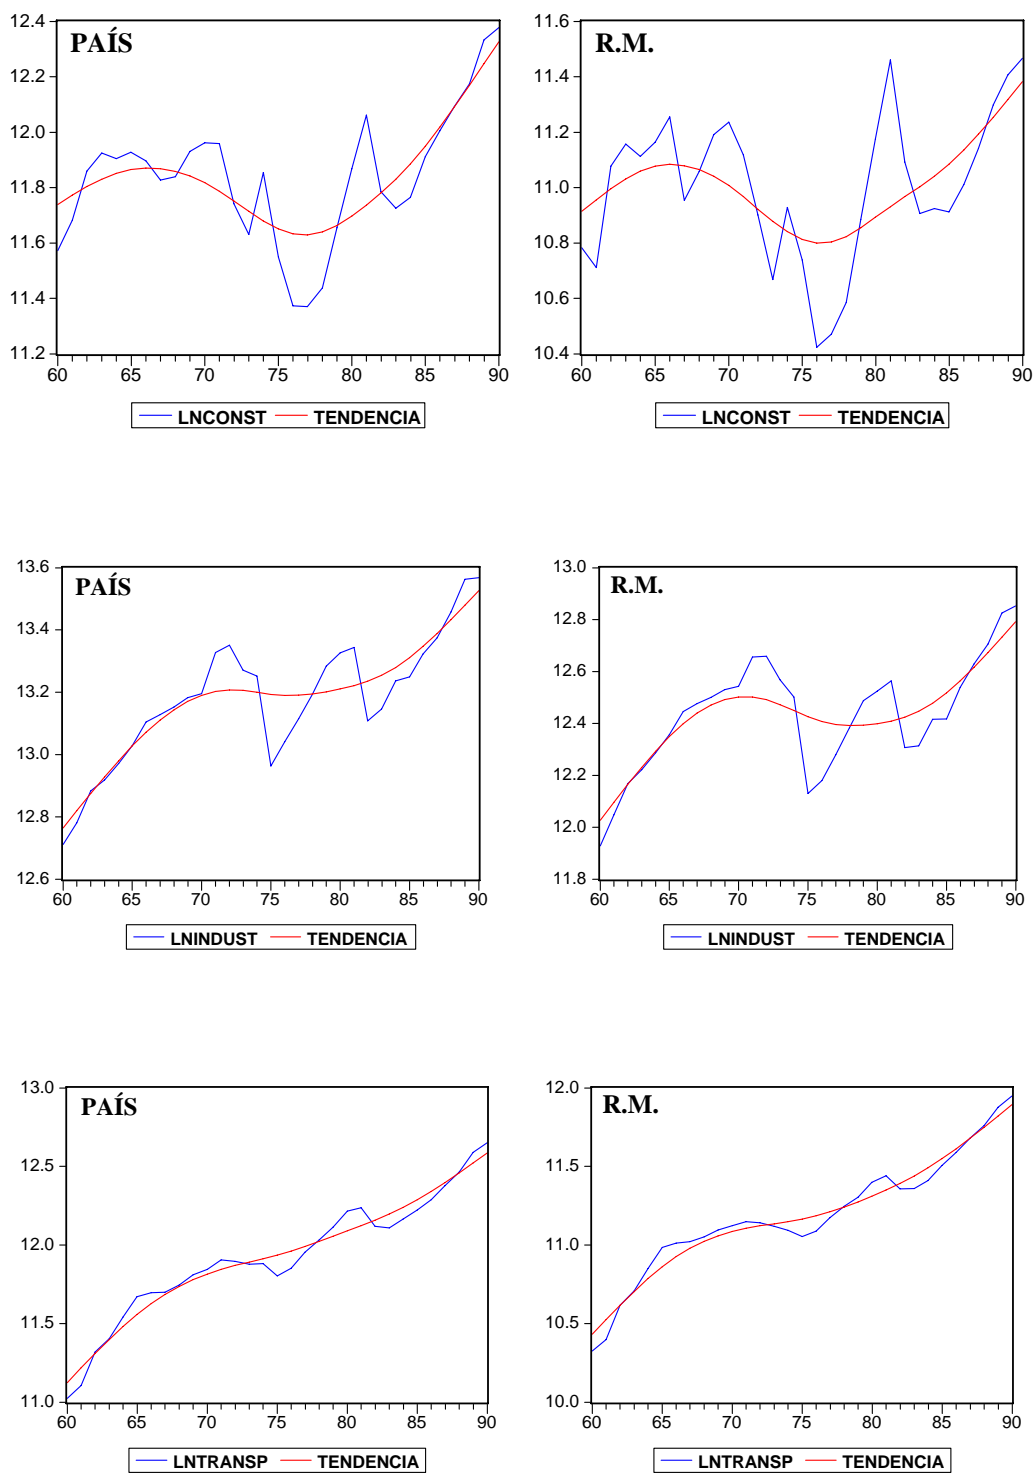 PAÍS
12.4
12.2
12.0
11.8
11.6
11.4
11.2
60 65 70 75 80 85 90
LNCONST TENDENCIA
R.M.
11.6
11.4
11.2
11.0
10.8
10.6
10.4
60 65 70 75 80 85 90
LNCONST TENDENCIA
PAÍS
13.6
13.4
13.2
13.0
12.8
12.6
60 65 70 75 80 85 90
LNINDUST TENDENCIA
R.M.
13.0
12.8
12.6
12.4
12.2
12.0
11.8
60 65 70 75 80 85 90
LNINDUST TENDENCIA
PAÍS
13.0
12.5
12.0
11.5
11.0
60 65 70 75 80 85 90
LNTRANSP TENDENCIA
R.M.
12.0
11.5
11.0
10.5
10.0
60 65 70 75 80 85 90
LNTRANSP TENDENCIA